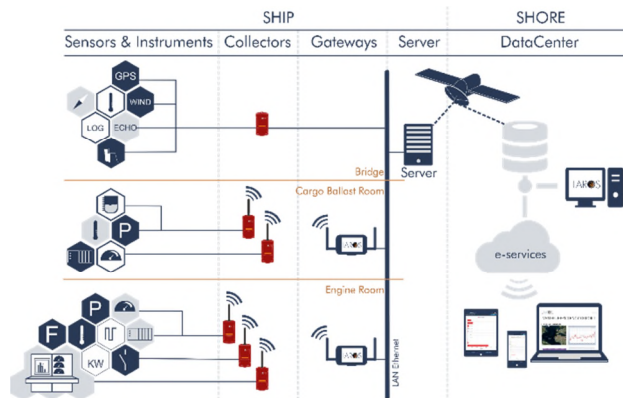 SHIP
SHORE
Sensors & Instruments
Collectors
Gateways
Server
DataCenter
GPS
WIND
LOG
ECHO
Server
Bridge
Cargo Ballast Room
P
LAROS
e-services
Engine Room
P
F
KW
LAROS
LAN Ethernet